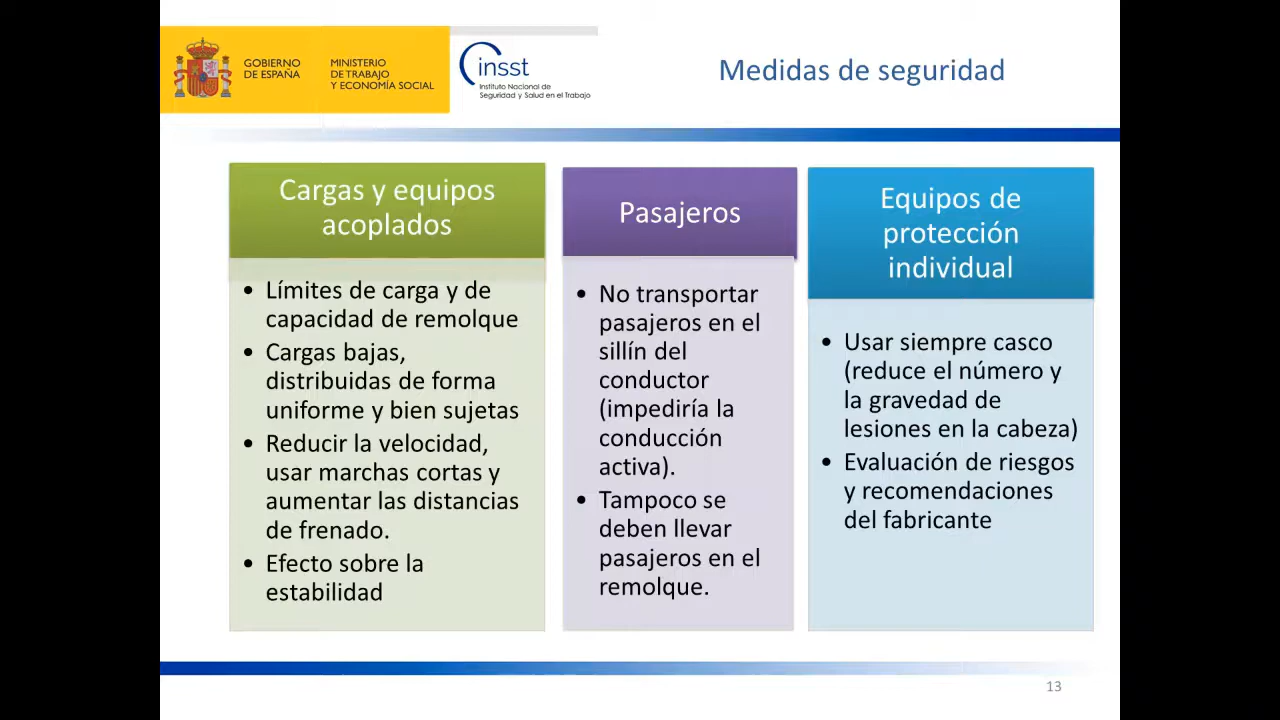 GOBIERNO
DE ESPAÑA
MINISTERIO
DE TRABAJO
Y ECONOMÍA SOCIAL
insst
Instituto Nacional de
Seguridad y Salud en el Trabajo
Medidas de seguridad
Cargas y equipos
acoplados
• Límites de carga y de
capacidad de remolque
• Cargas bajas,
distribuidas de forma
uniforme y bien sujetas
• Reducir la velocidad,
usar marchas cortas y
aumentar las distancias
de frenado.
• Efecto sobre la
estabilidad
Pasajeros
• No transportar
pasajeros en el
sillín del
conductor
(impediría la
conducción
activa).
• Tampoco se
deben llevar
pasajeros en el
remolque.
Equipos de
protección
individual
• Usar siempre casco
(reduce el número y
la gravedad de
lesiones en la cabeza)
• Evaluación de riesgos
y recomendaciones
del fabricante
13